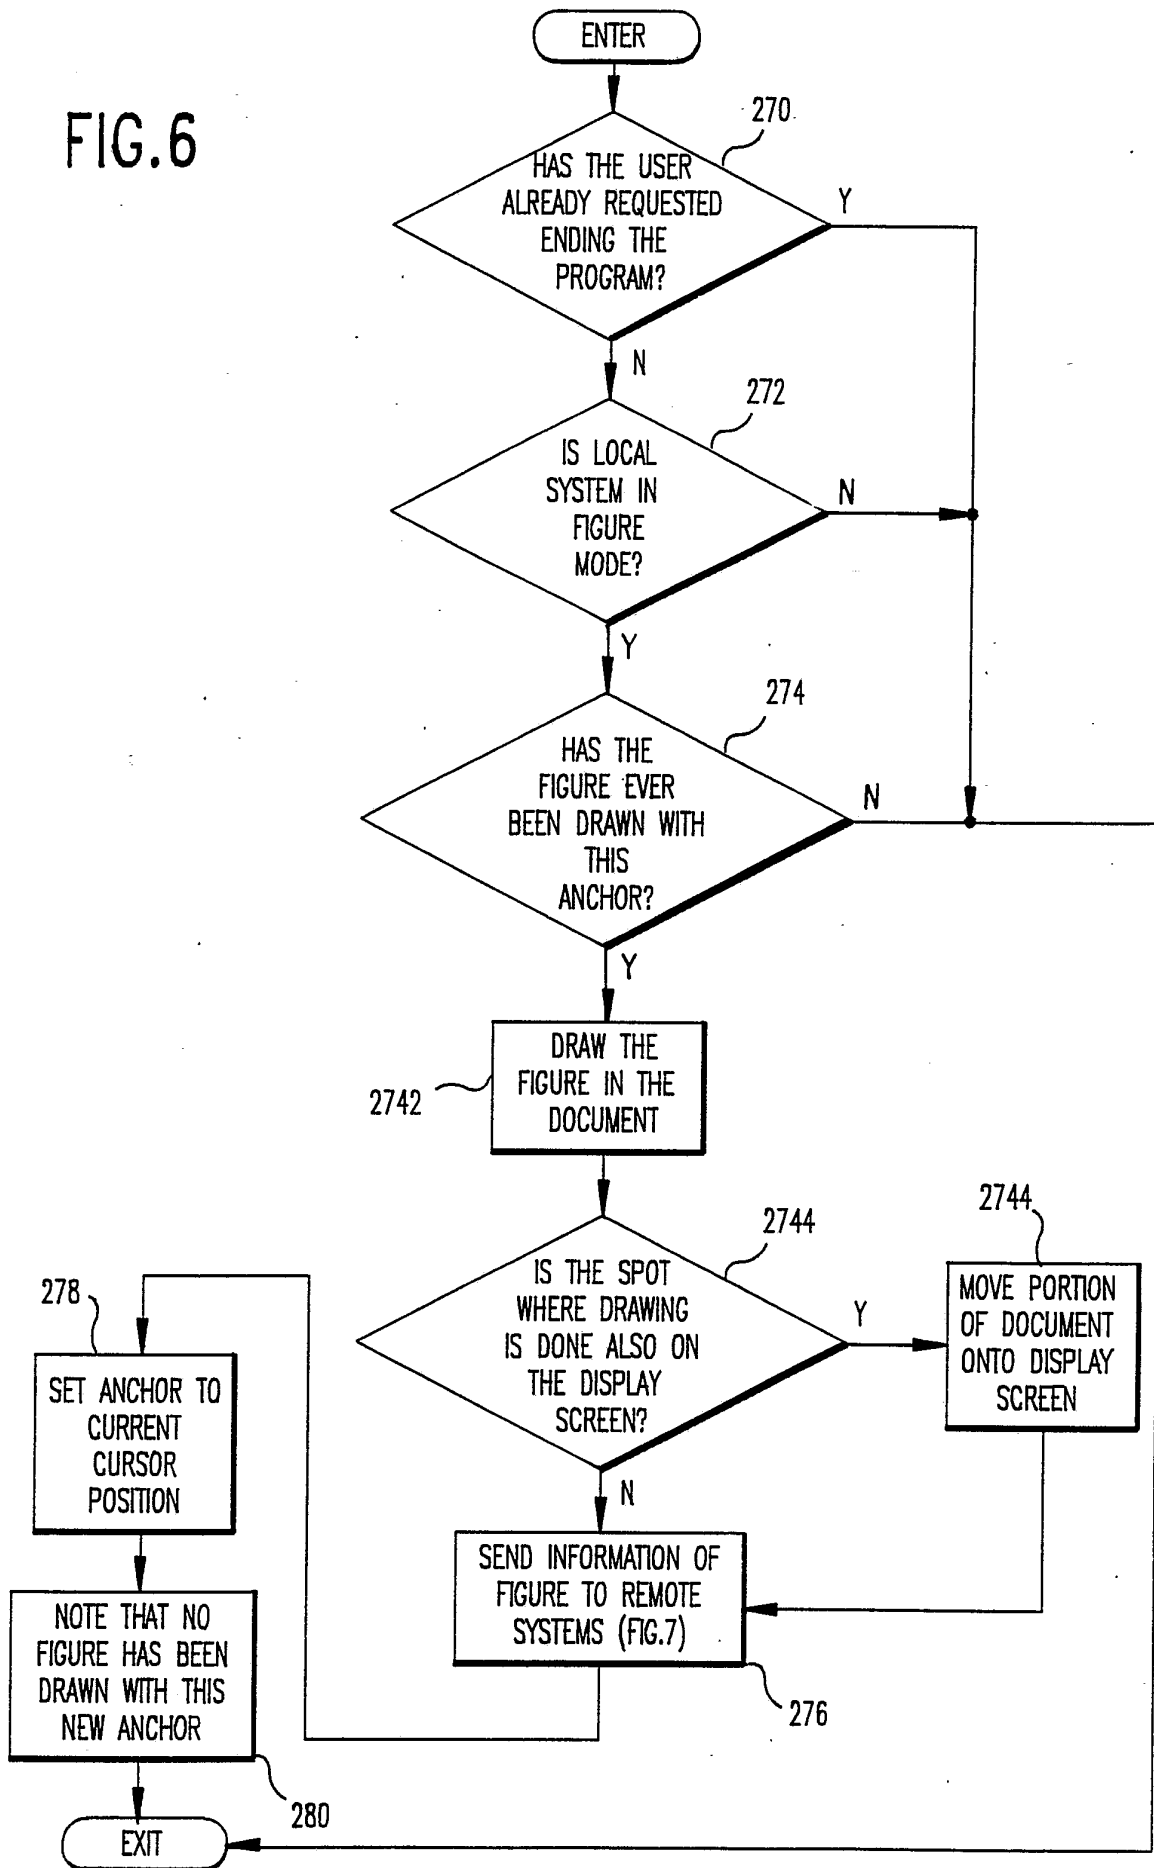 ENTER
FIG.6
270
HAS THE USER
ALREADY REQUESTED
ENDING THE
PROGRAM?
Y
N
272
IS LOCAL
SYSTEM IN
FIGURE
MODE?
N
Y
274
HAS THE
FIGURE EVER
BEEN DRAWN WITH
THIS
ANCHOR?
N
Y
DRAW THE
FIGURE IN THE
DOCUMENT
2742
2744
IS THE SPOT
WHERE DRAWING
IS DONE ALSO ON
THE DISPLAY
SCREEN?
Y
N
2744
MOVE PORTION
OF DOCUMENT
ONTO DISPLAY
SCREEN
SEND INFORMATION OF
FIGURE TO REMOTE
SYSTEMS (FIG.7)
276
278
SET ANCHOR TO
CURRENT
CURSOR
POSITION
NOTE THAT NO
FIGURE HAS BEEN
DRAWN WITH THIS
NEW ANCHOR
280
EXIT